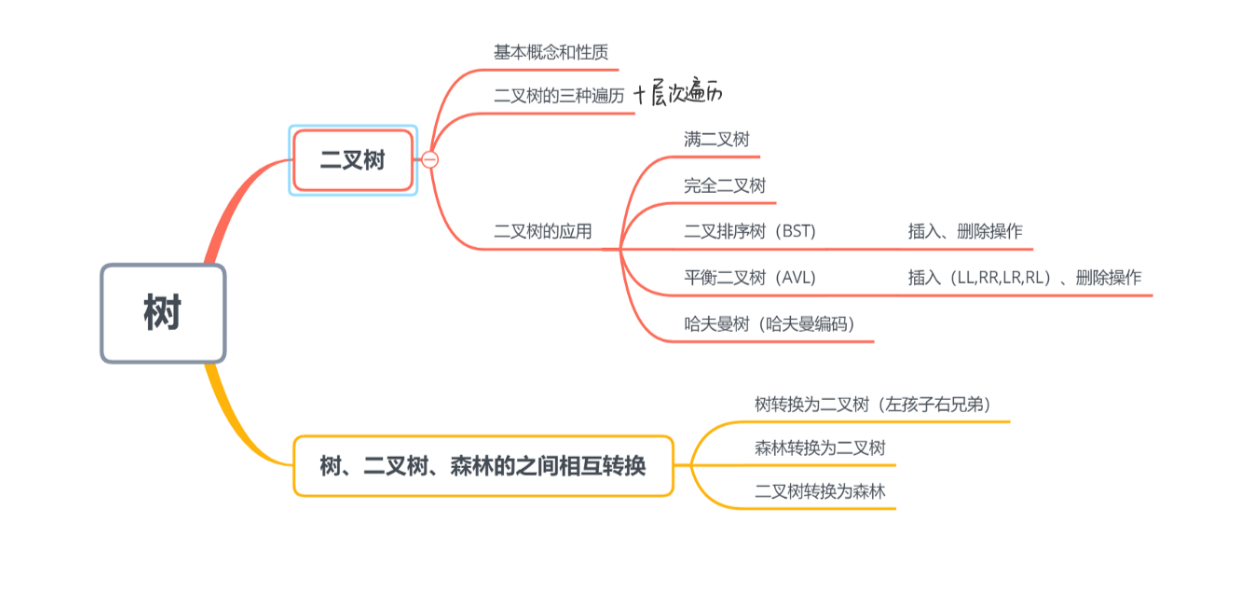 基本概念和性质
二叉树的三种遍历 十层次遍历
满二叉树
二叉树
完全二叉树
二叉树的应用
二叉排序树（BST)
插入、删除操作
平衡二叉树（AVL)
插入（LL,RR,LR,RL）、删除操作
哈夫曼树（哈夫曼编码）
树
树转换为二叉树（左孩子右兄弟）
树、二叉树、森林的之间相互转换
森林转换为二叉树
二叉树转换为森林